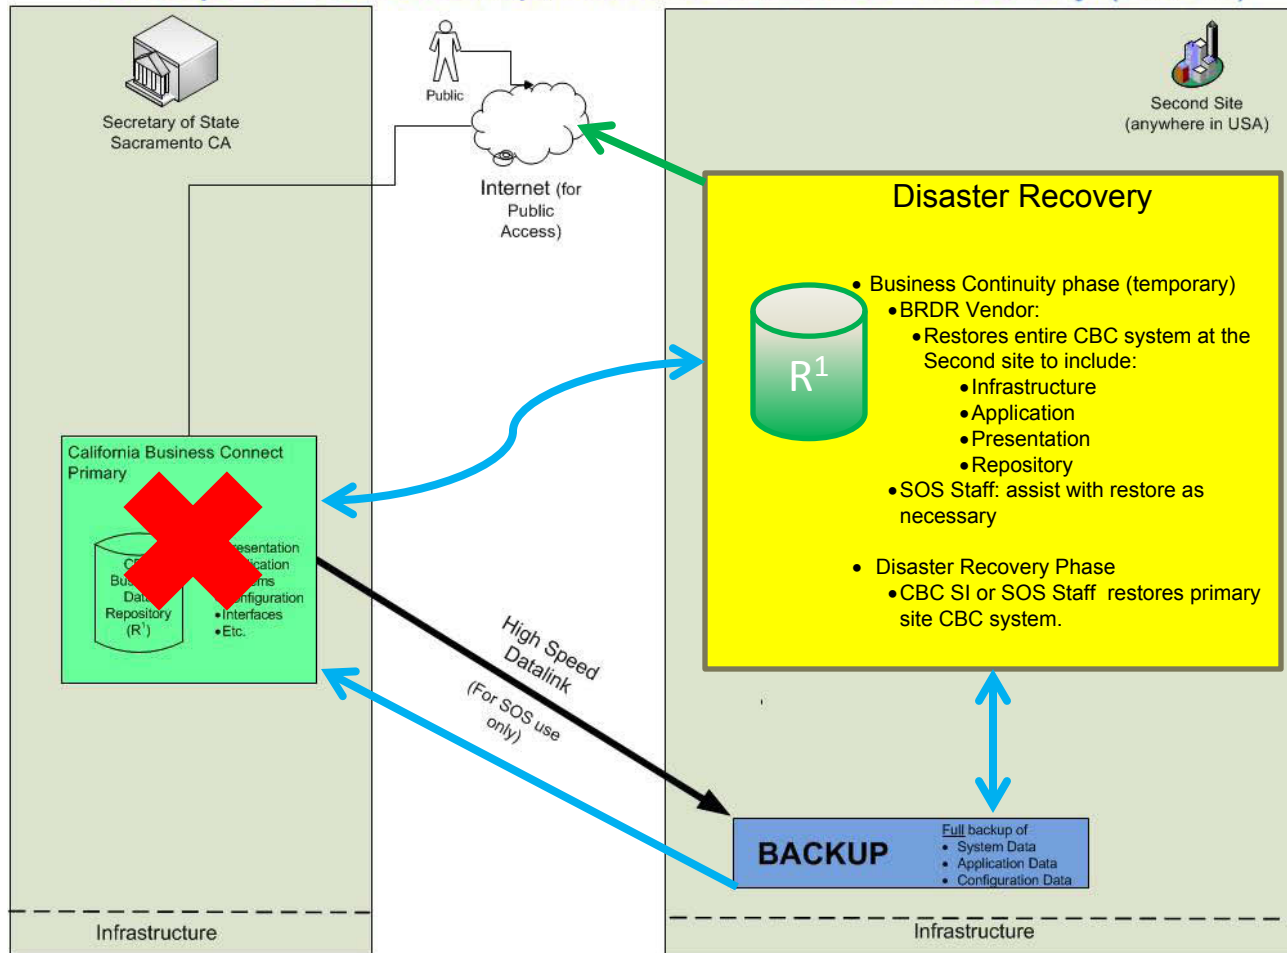 Secretary of State
Sacramento CA
Public
Internet (for
Public
Access)
Second Site
(anywhere in USA)
Disaster Recovery
• Business Continuity phase (temporary)
• BRDR Vendor:
• Restores entire CBC system at the
Second site to include:
• Infrastructure
• Application
• Presentation
• Repository
• SOS Staff: assist with restore as
necessary
• Disaster Recovery Phase
• CBC SI or SOS Staff restores primary
site CBC system.
R¹
California Business Connect
Primary
Data
Repository
(R¹)
• Interfaces
• Etc.
High Speed
Datalink
(For SOS use
only)
BACKUP
Full backup of
• System Data
• Application Data
• Configuration Data
Infrastructure
Infrastructure